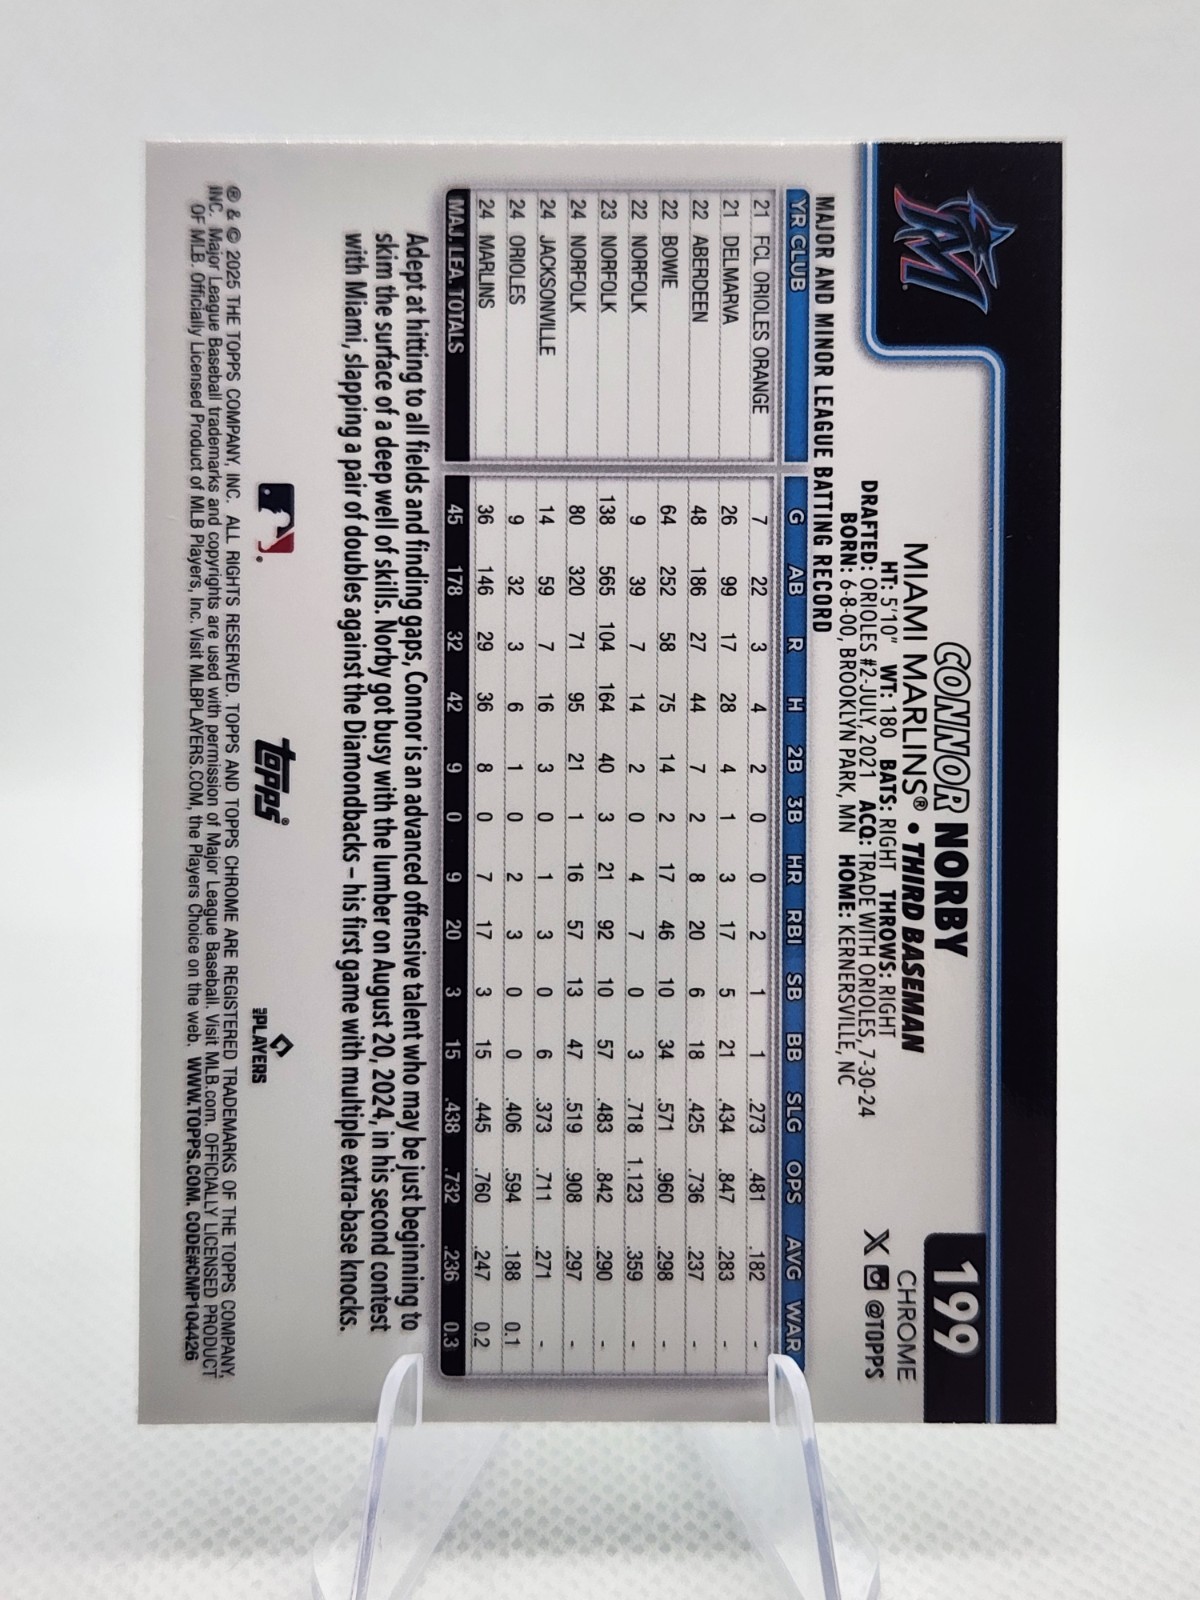 199
CHROME
X @TOPPS
CONNOR NORBY
MIAMI MARLINS® • THIRD BASEMAN
HT: 5'10" WT: 180 BATS: RIGHT THROWS: RIGHT
DRAFTED: ORIOLES #2-JULY, 2021 ACQ: TRADE WITH ORIOLES, 7-30-24
BORN: 6-8-00, BROOKLYN PARK, MN HOME: KERNERSVILLE, NC
MAJOR AND MINOR LEAGUE BATTING RECORD
YR CLUB G AB R H 2B 3B HR RBI SB BB SLG OPS AVG WAR
21 FCL ORIOLES ORANGE 7 22 3 4 2 0 0 2 1 1 .273 .481 .182 -
21 DELMARVA 26 99 17 28 4 1 3 17 5 21 .434 .847 .283 -
22 ABERDEEN 48 186 27 44 7 2 8 20 6 18 .425 .736 .237 -
22 BOWIE 64 252 58 75 14 2 17 46 10 34 .571 .960 .298 -
22 NORFOLK 9 39 7 14 2 0 4 7 0 3 .718 1.123 .359 -
23 NORFOLK 138 565 104 164 40 3 21 92 10 57 .483 .842 .290 -
24 NORFOLK 80 320 71 95 21 1 16 57 13 47 .519 .908 .297 -
24 JACKSONVILLE 14 59 7 16 3 0 1 3 0 6 .373 .711 .271 -
24 ORIOLES 9 32 3 6 1 0 2 3 0 0 .406 .594 .188 0.1
24 MARLINS 36 146 29 36 8 0 7 17 3 15 .445 .760 .247 0.2
MAJ. LEA. TOTALS 45 178 32 42 9 0 9 20 3 15 .438 .732 .236 0.3
Adept at hitting to all fields and finding gaps, Connor is an advanced offensive talent who may be just beginning to
skim the surface of a deep well of skills. Norby got busy with the lumber on August 20, 2024, in his second contest
with Miami, slapping a pair of doubles against the Diamondbacks – his first game with multiple extra-base knocks.
topps®
PLAYERS
® & © 2025 THE TOPPS COMPANY, INC. ALL RIGHTS RESERVED. TOPPS AND TOPPS CHROME ARE REGISTERED TRADEMARKS OF THE TOPPS COMPANY,
INC. Major League Baseball trademarks and copyrights are used with permission of Major League Baseball. Visit MLB.com. OFFICIALLY LICENSED PRODUCT
OF MLB. Officially Licensed Product of MLB Players, Inc. Visit MLBPLAYERS.COM, the Players Choice on the web. WWW.TOPPS.COM. CODE#CMP104426